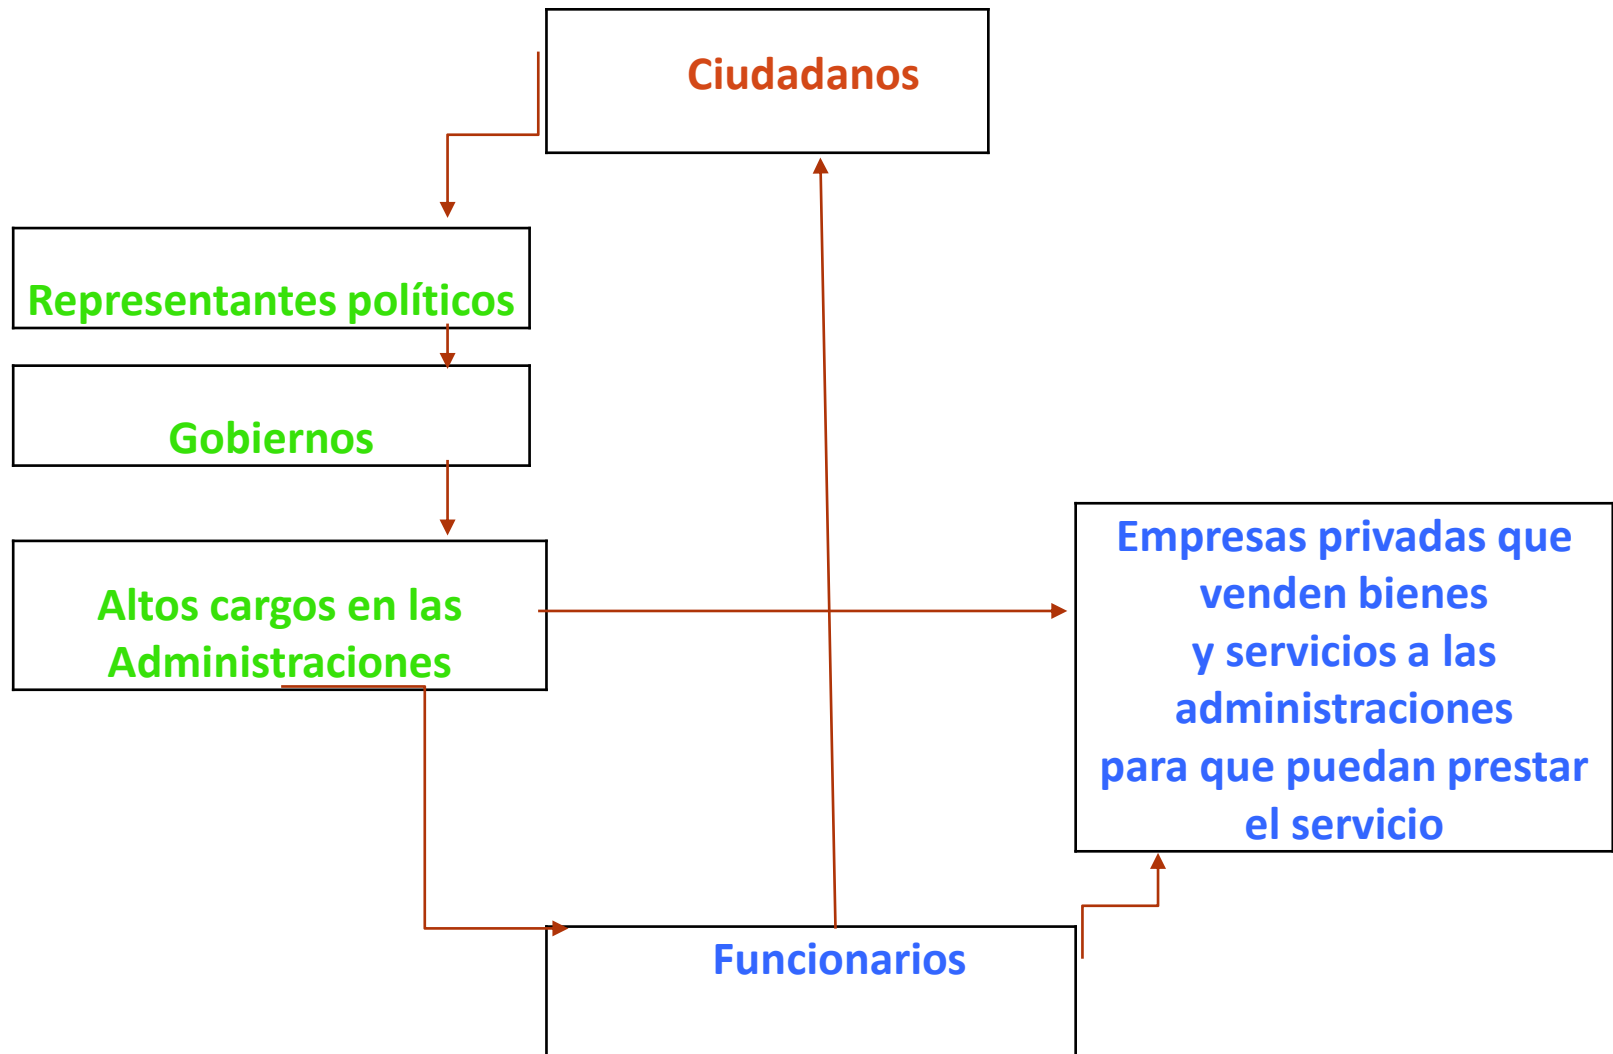 Ciudadanos
Representantes políticos
Gobiernos
Altos cargos en las
Administraciones
Empresas privadas que
venden bienes
y servicios a las
administraciones
para que puedan prestar
el servicio
Funcionarios